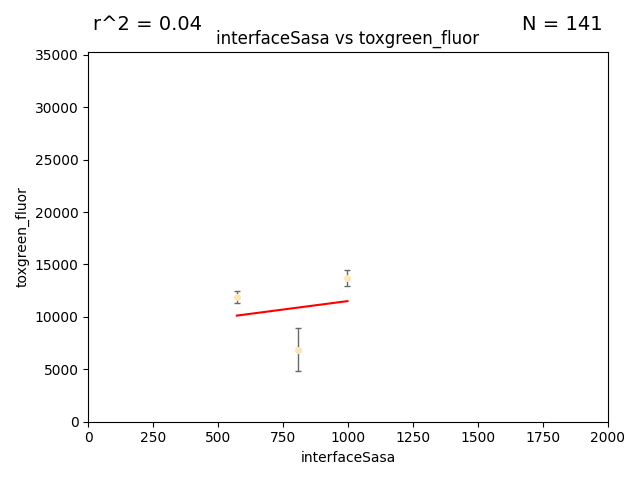 r^2 = 0.04
N = 141
interfaceSasa vs toxgreen_fluor
35000
30000
25000
20000
15000
10000
5000
0
toxgreen_fluor
0 250 500 750 1000 1250 1500 1750 2000
interfaceSasa